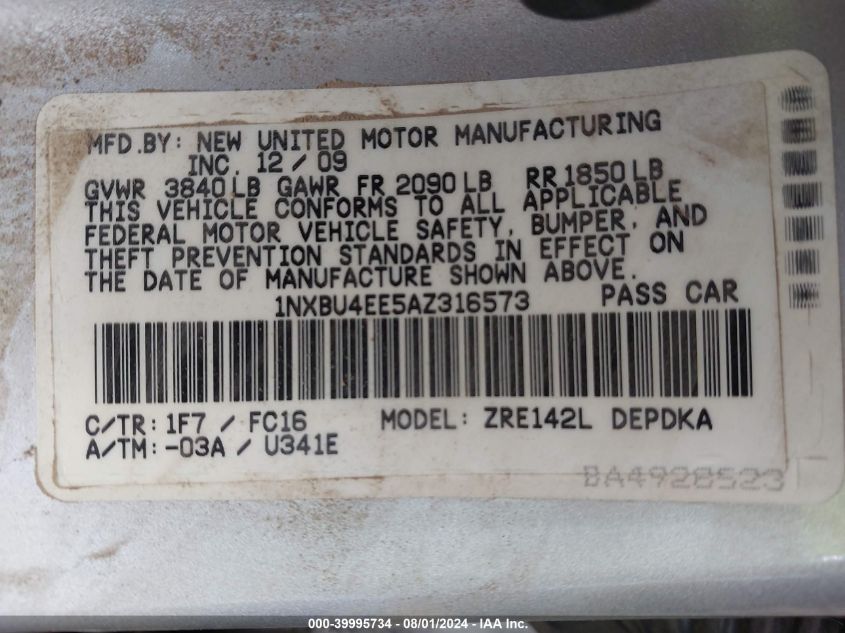 MFD.BY: NEW UNITED MOTOR MANUFACTURING
INC. 12 / 09
GVWR 3840 LB GAWR FR 2090 LB RR 1850 LB
THIS VEHICLE CONFORMS TO ALL APPLICABLE
FEDERAL MOTOR VEHICLE SAFETY, BUMPER, AND
THEFT PREVENTION STANDARDS IN EFFECT ON
THE DATE OF MANUFACTURE SHOWN ABOVE.
1NXBU4EE5AZ316573 PASS CAR
C/TR: 1F7 / FC16 MODEL: ZRE142L DEPDKA
A/TM: -03A / U341E
BA4928523
000-39995734 - 08/01/2024 - IAA Inc.